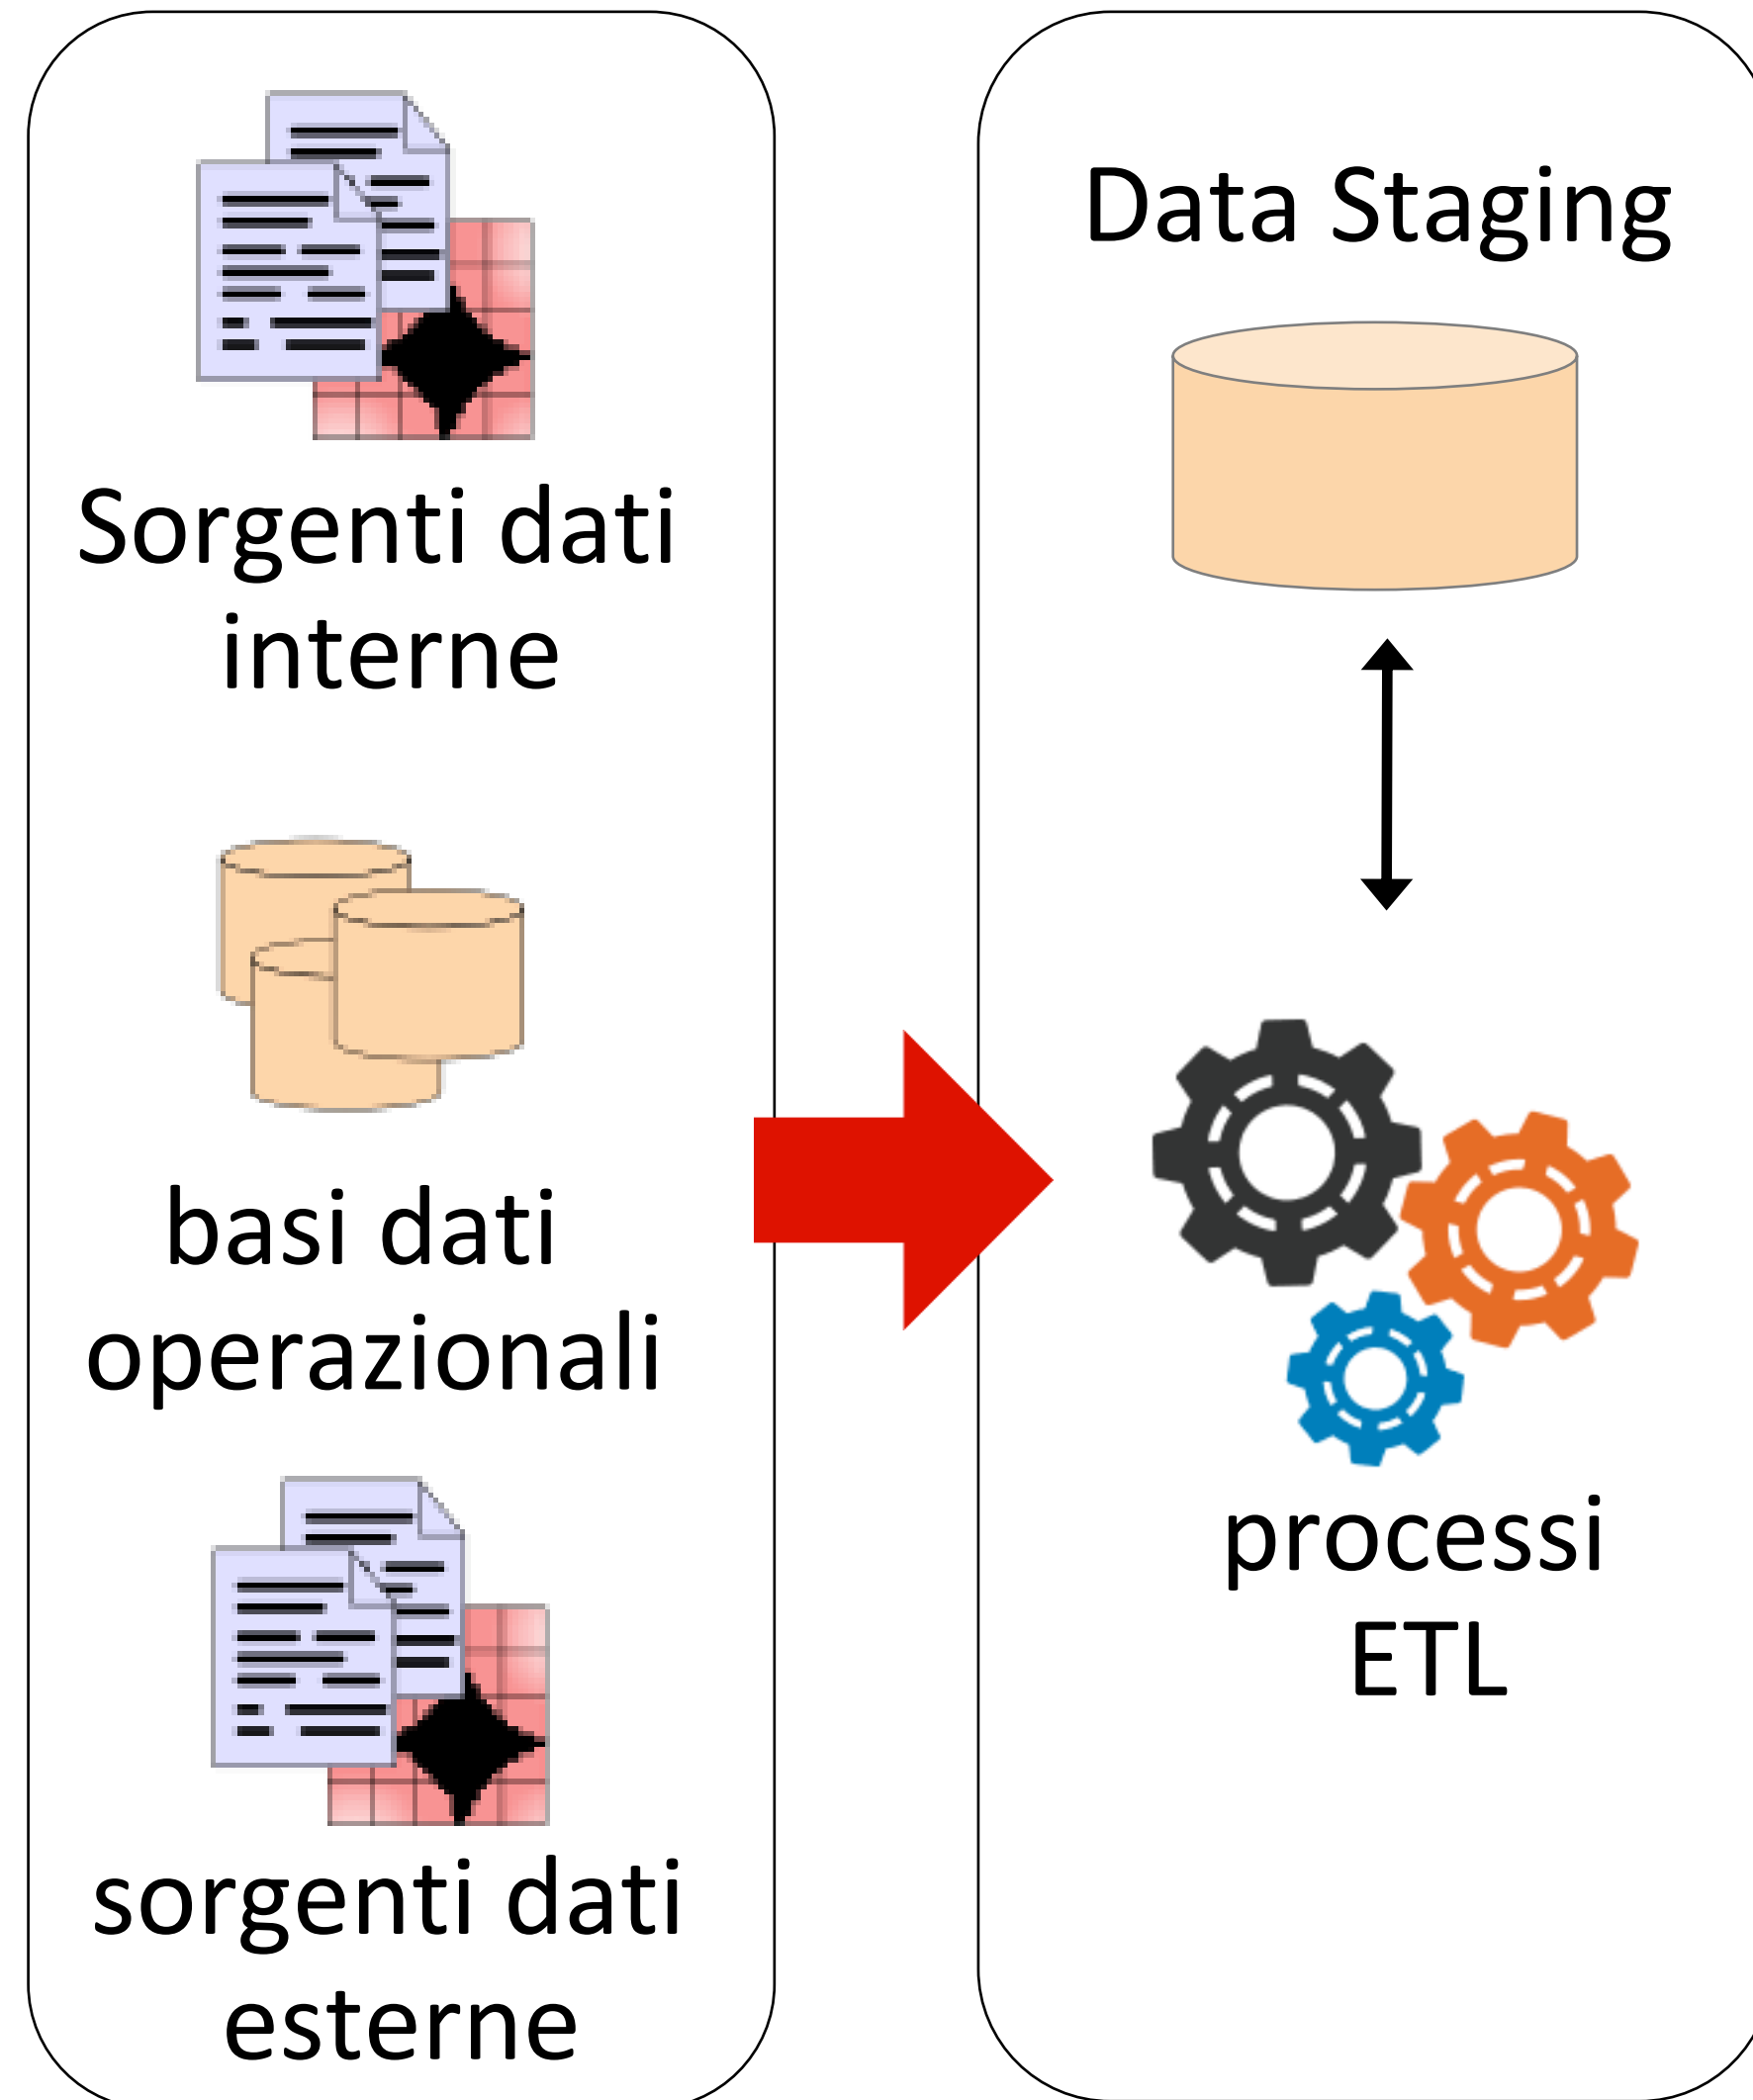 Sorgenti dati
interne
basi dati
operazionali
sorgenti dati
esterne
Data Staging
processi
ETL